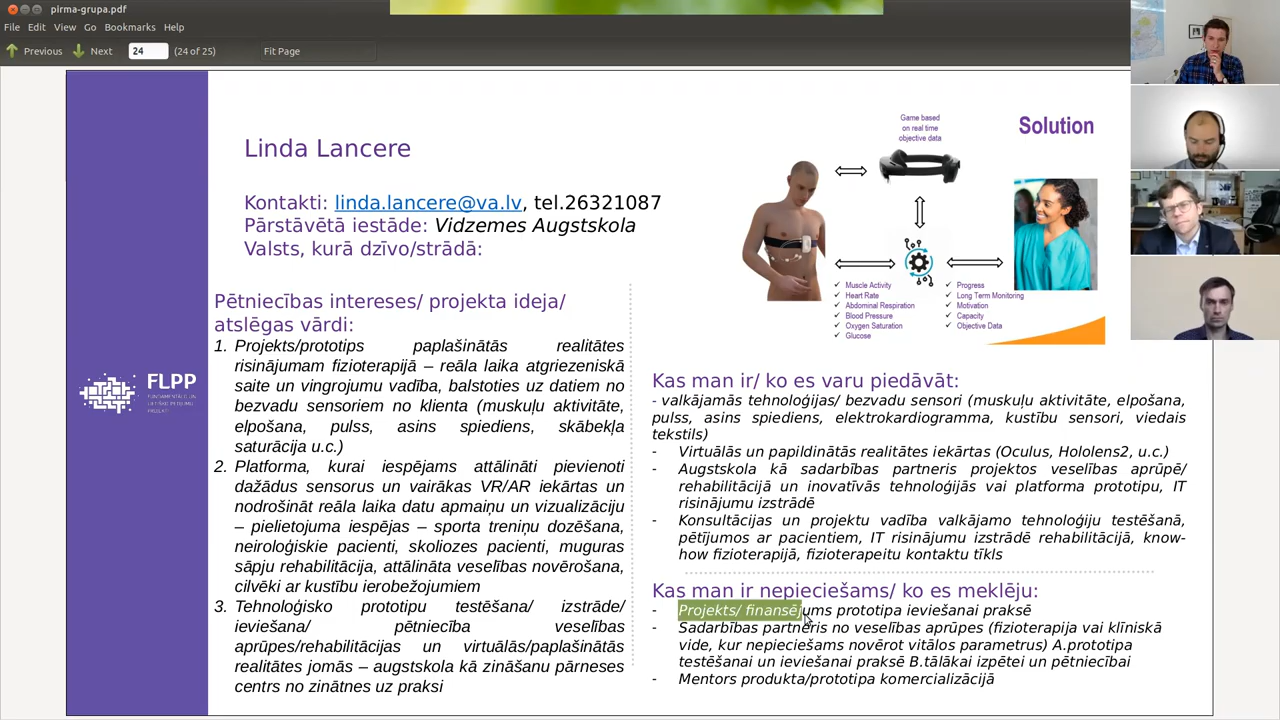 pirma-grupa.pdf
File Edit View Go Bookmarks Help
Previous Next 24 (24 of 25) Fit Page
Linda Lancere
Kontakti: linda.lancere@va.lv, tel.26321087
Pārstāvētā iestāde: Vidzemes Augstskola
Valsts, kurā dzīvo/strādā:
Game based
on real time
objective data
Solution
Muscle Activity
Heart Rate
Abdominal Respiration
Blood Pressure
Oxygen Saturation
Glucose
Progress
Long Term Monitoring
Motivation
Capacity
Objective Data
FLPP
Pētniecības intereses/ projekta ideja/
atslēgas vārdi:
1. Projekts/prototips paplašinātās realitātes
risinājumam fizioterapijā – reāla laika atgriezeniskā
saite un vingrojumu vadība, balstoties uz datiem no
bezvadu sensoriem no klienta (muskuļu aktivitāte,
elpošana, pulss, asins spiediens, skābekļa
saturācija u.c.)
2. Platforma, kurai iespējams attālināti pievienoti
dažādus sensorus un vairākas VR/AR iekārtas un
nodrošināt reāla laika datu apmaiņu un vizualizāciju
– pielietojuma iespējas – sporta treniņu dozēšana,
neiroloģiskie pacienti, skoliozes pacienti, muguras
sāpju rehabilitācija, attālināta veselības novērošana,
cilvēki ar kustību ierobežojumiem
3. Tehnoloģisko prototipu testēšana/ izstrāde/
ieviešana/ pētniecība veselības
aprūpes/rehabilitācijas un virtuālās/paplašinātās
realitātes jomās – augstskola kā zināšanu pārneses
centrs no zinātnes uz praksi
Kas man ir/ ko es varu piedāvāt:
- valkājamās tehnoloģijas/ bezvadu sensori (muskuļu aktivitāte, elpošana,
pulss, asins spiediens, elektrokardiogramma, kustību sensori, viedais
tekstils)
- Virtuālās un papildinātās realitātes iekārtas (Oculus, Hololens2, u.c.)
- Augstskola kā sadarbības partneris projektos veselības aprūpē/
rehabilitācijā un inovatīvās tehnoloģijās vai platforma prototipu, IT
risinājumu izstrādē
- Konsultācijas un projektu vadība valkājamo tehnoloģiju testēšanā,
pētījumos ar pacientiem, IT risinājumu izstrādē rehabilitācijā, know-
how fizioterapijā, fizioterapeitu kontaktu tīkls
Kas man ir nepieciešams/ ko es meklēju:
- Projekts/ finansējums prototipa ieviešanai praksē
- Sadarbības partneris no veselības aprūpes (fizioterapija vai klīniskā
vide, kur nepieciešams novērot vitālos parametrus) A.prototipa
testēšanai un ieviešanai praksē B.tālākai izpētei un pētniecībai
- Mentors produkta/prototipa komercializācijā